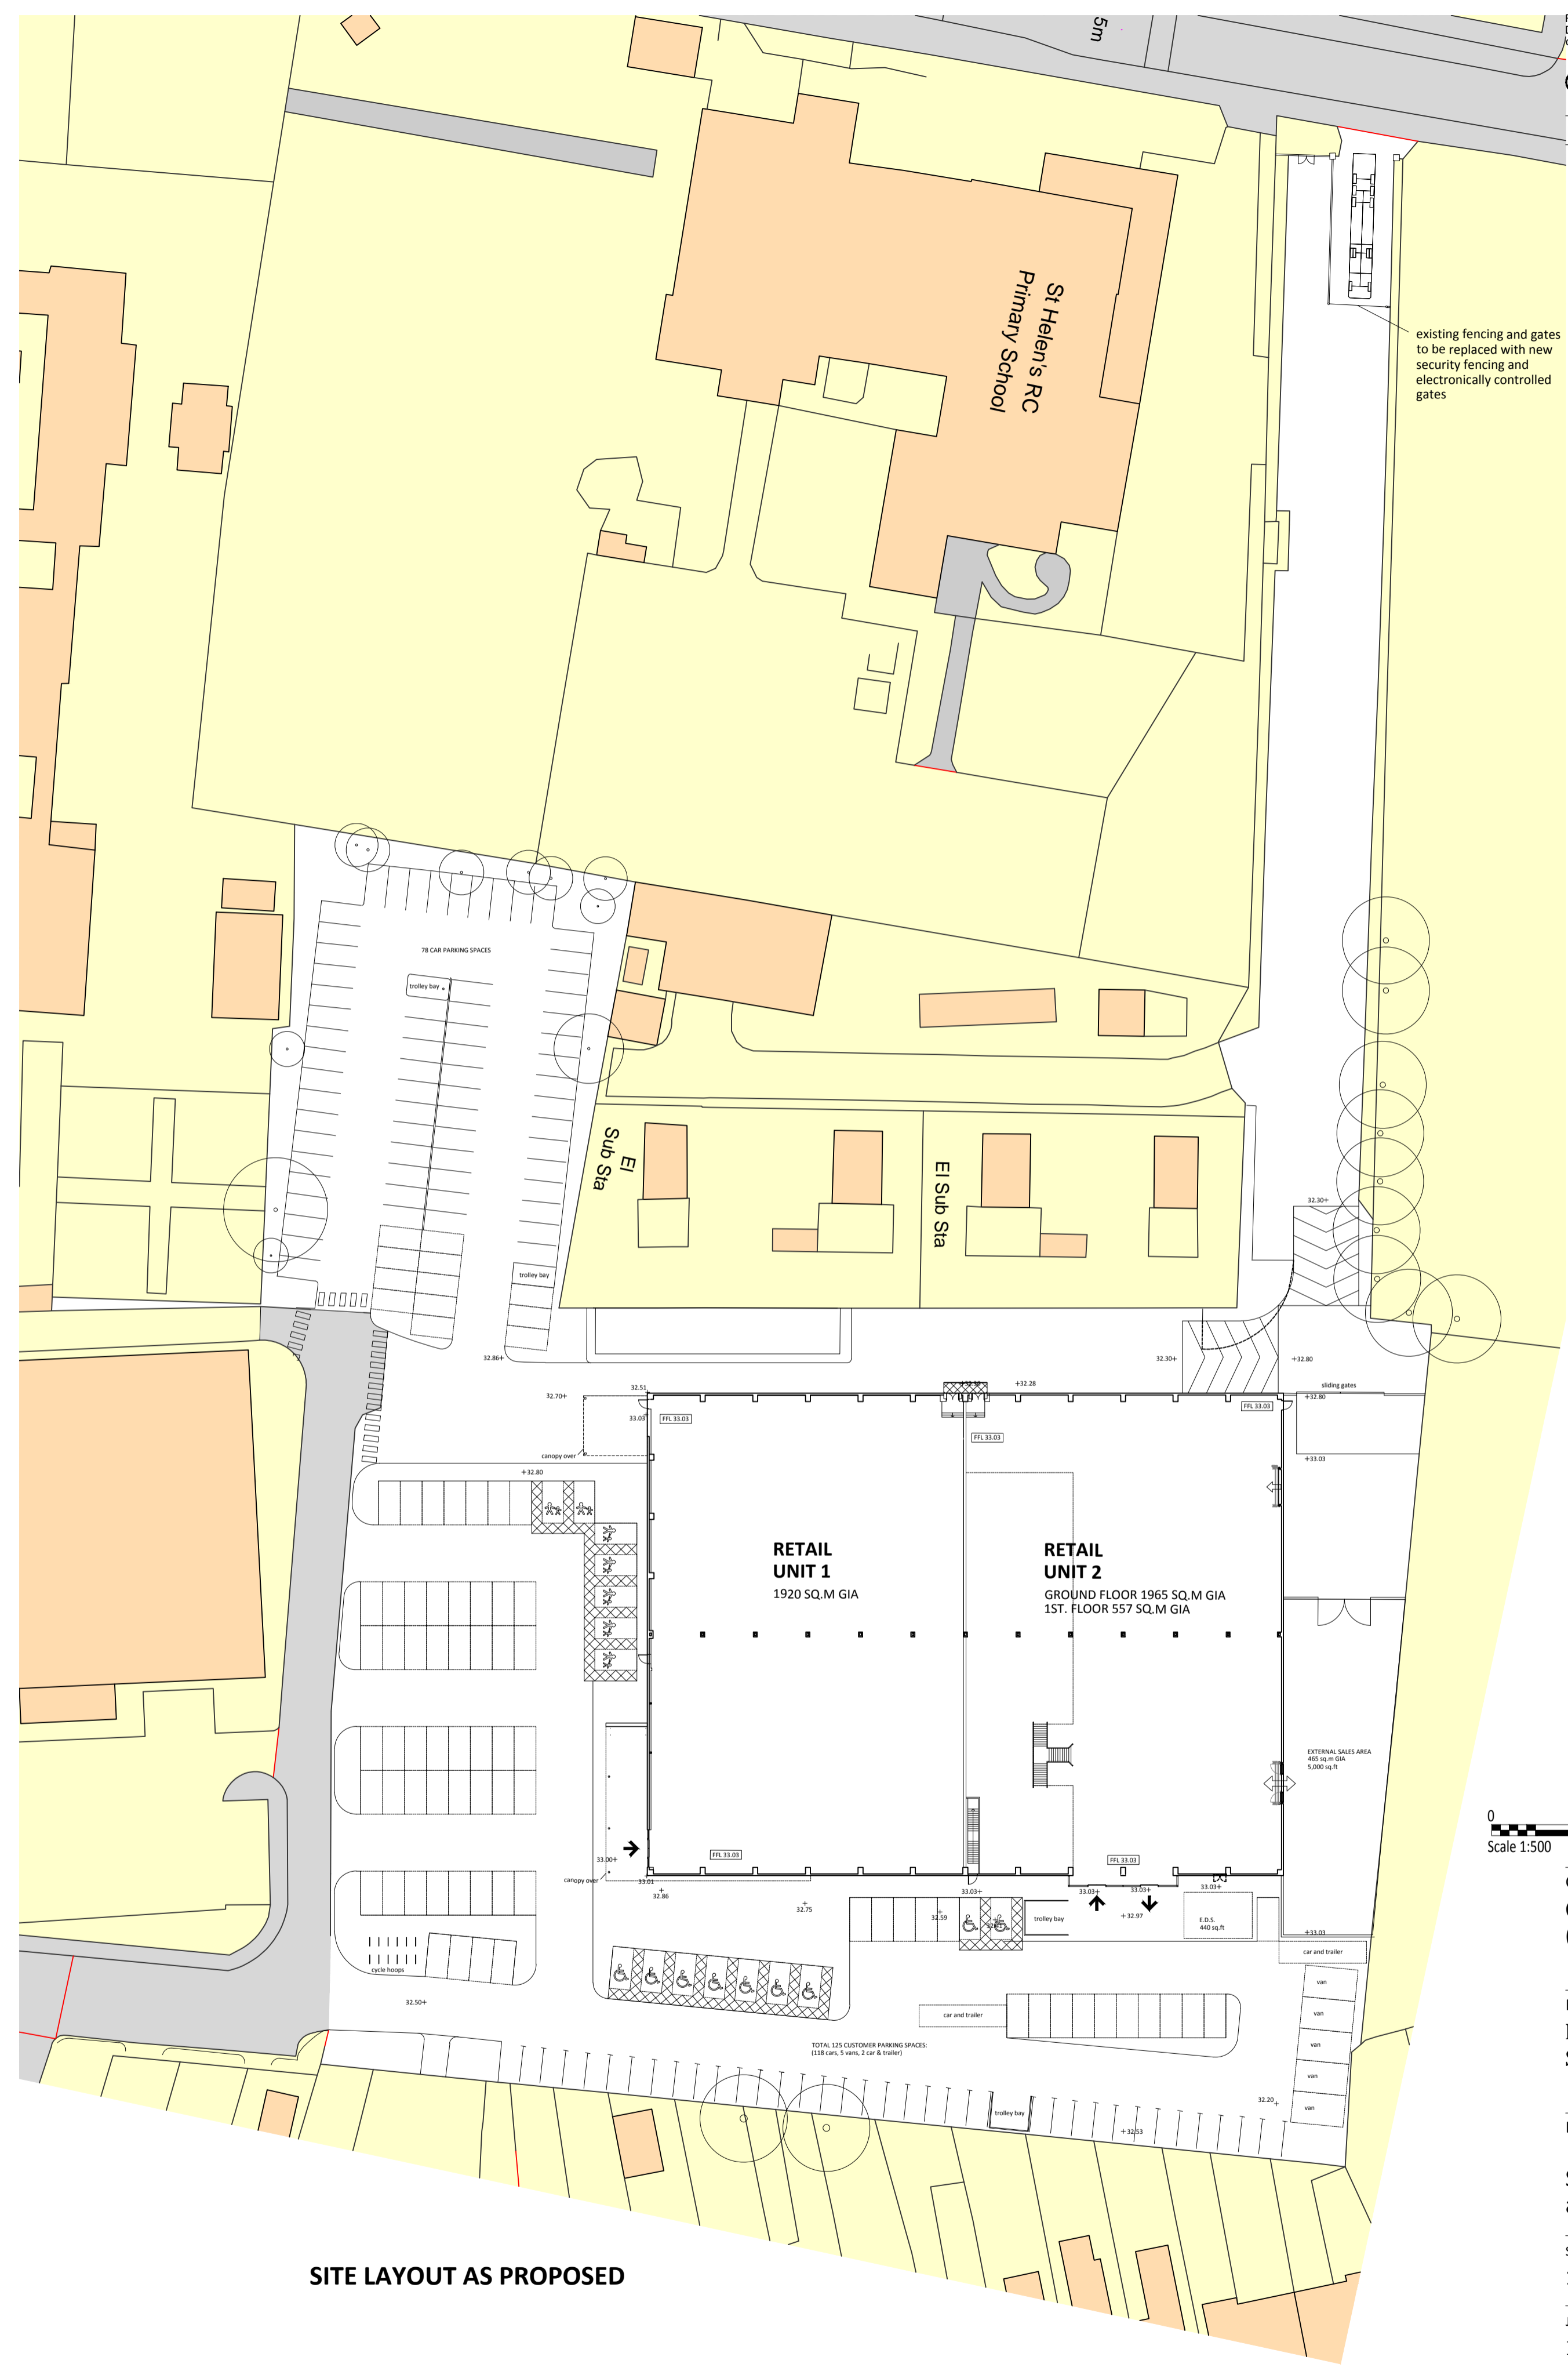 5m
St Helen's RC
Primary School
existing fencing and gates
to be replaced with new
security fencing and
electronically controlled
gates
78 CAR PARKING SPACES
trolley bay
El
Sub Sta
El Sub Sta
32.30+
trolley bay
32.86+
32.30+
+32.80
sliding gates
32.70+
32.51
+32.28
+32.80
33.03
FFL 33.03
FFL 33.03
FFL 33.03
canopy over
+32.80
+33.03
RETAIL
UNIT 1
1920 SQ.M GIA
RETAIL
UNIT 2
GROUND FLOOR 1965 SQ.M GIA
1ST. FLOOR 557 SQ.M GIA
EXTERNAL SALES AREA
465 sq.m GIA
5,000 sq.ft
0
Scale 1:500
33.00+
FFL 33.03
FFL 33.03
canopy over
33.01
+
32.86
+
32.75
+
32.59
33.03+
33.03+
33.03+
33.03+
trolley bay
+32.97
E.D.S.
440 sq.ft
+33.03
car and trailer
cycle hoops
32.50+
car and trailer
van
van
van
van
van
TOTAL 125 CUSTOMER PARKING SPACES:
(118 cars, 5 vans, 2 car & trailer)
trolley bay
32.20+
+32.53
SITE LAYOUT AS PROPOSED